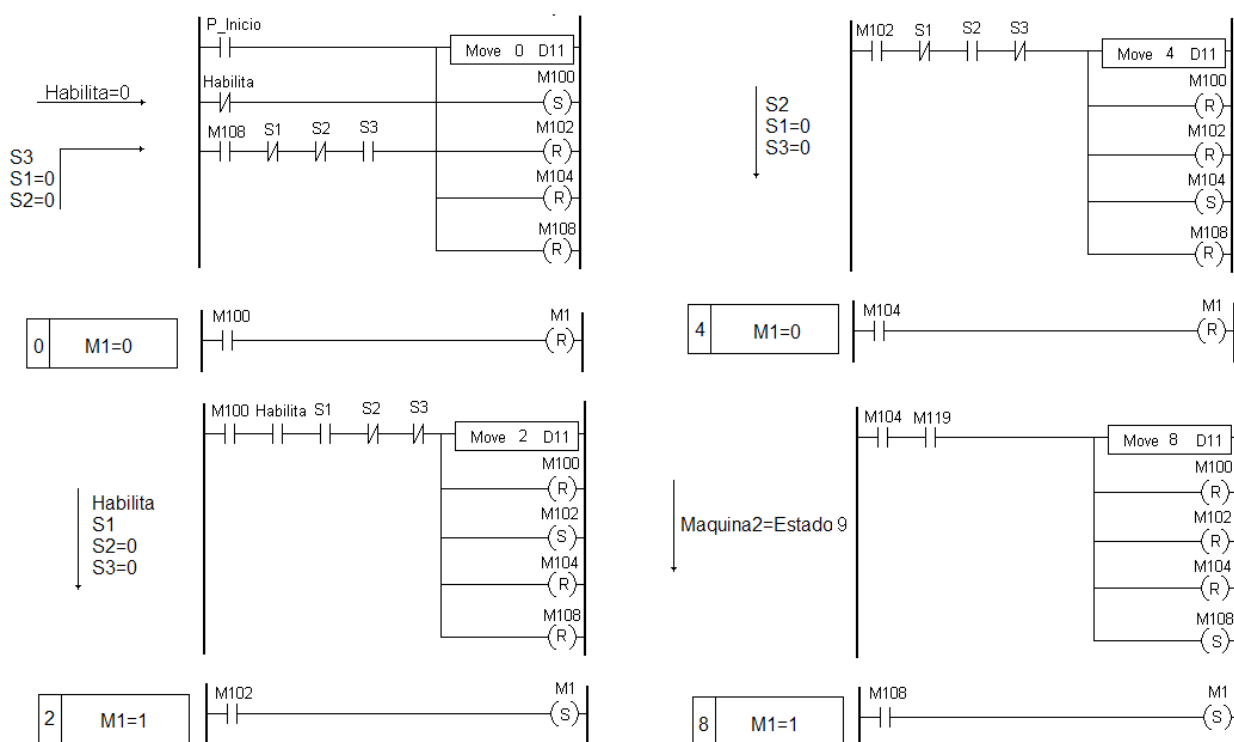 P_Inicio
Move 0 D11
M100
Habilita
Habilita=0
S
M108 S1 S2 S3
M102
R
S3
S1=0
S2=0
M104
R
M108
R
0 M1=0
M100
M1
R
M100 Habilita S1 S2 S3
Move 2 D11
M100
R
Habilita
S1
S2=0
S3=0
M102
S
M104
R
M108
R
2 M1=1
M102
M1
S
M102 S1 S2 S3
Move 4 D11
M100
R
S2
S1=0
S3=0
M102
R
M104
S
M108
R
4 M1=0
M104
M1
R
M104 M119
Move 8 D11
M100
R
Maquina2=Estado 9
M102
R
M104
R
M108
S
8 M1=1
M108
M1
S